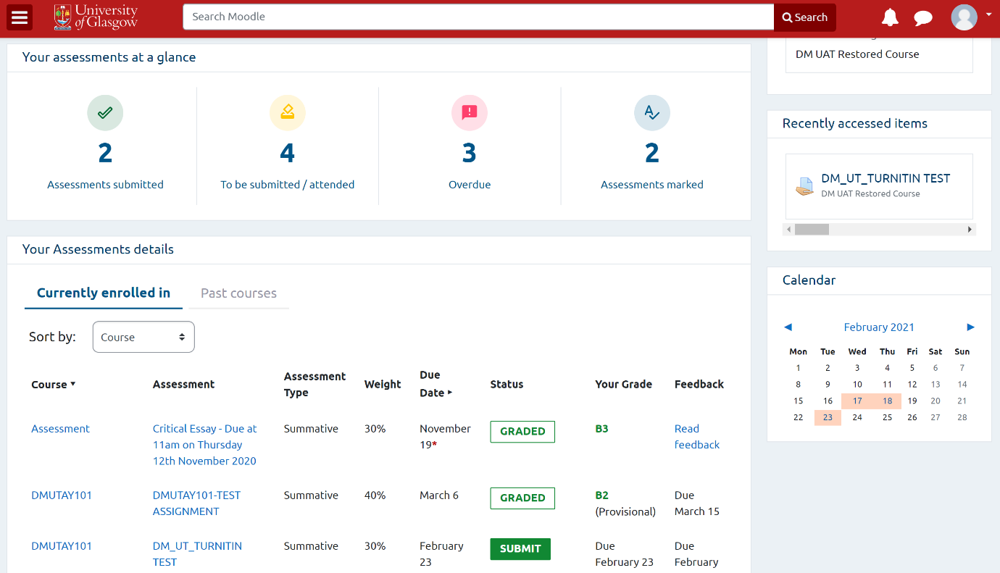 University of Glasgow
Search Moodle
Search
Your assessments at a glance
2
Assessments submitted
4
To be submitted / attended
3
Overdue
2
Assessments marked
DM UAT Restored Course
Recently accessed items
DM_UT_TURNITIN TEST
DM UAT Restored Course
Calendar
February 2021
Mon Tue Wed Thu Fri Sat Sun
1 2 3 4 5 6 7
8 9 10 11 12 13 14
15 16 17 18 19 20 21
22 23 24 25 26 27 28
Your Assessments details
Currently enrolled in
Past courses
Sort by:
Course
Course
Assessment
Assessment
Type
Weight
Due
Date
Status
Your Grade
Feedback
Assessment
Critical Essay - Due at
11am on Thursday
12th November 2020
Summative
30%
November
19*
GRADED
B3
Read
feedback
DMUTAY101
DMUTAY101-TEST
ASSIGNMENT
Summative
40%
March 6
GRADED
B2
(Provisional)
Due
March 15
DMUTAY101
DM_UT_TURNITIN
TEST
Summative
30%
February
23
SUBMIT
Due
February 23
Due
February